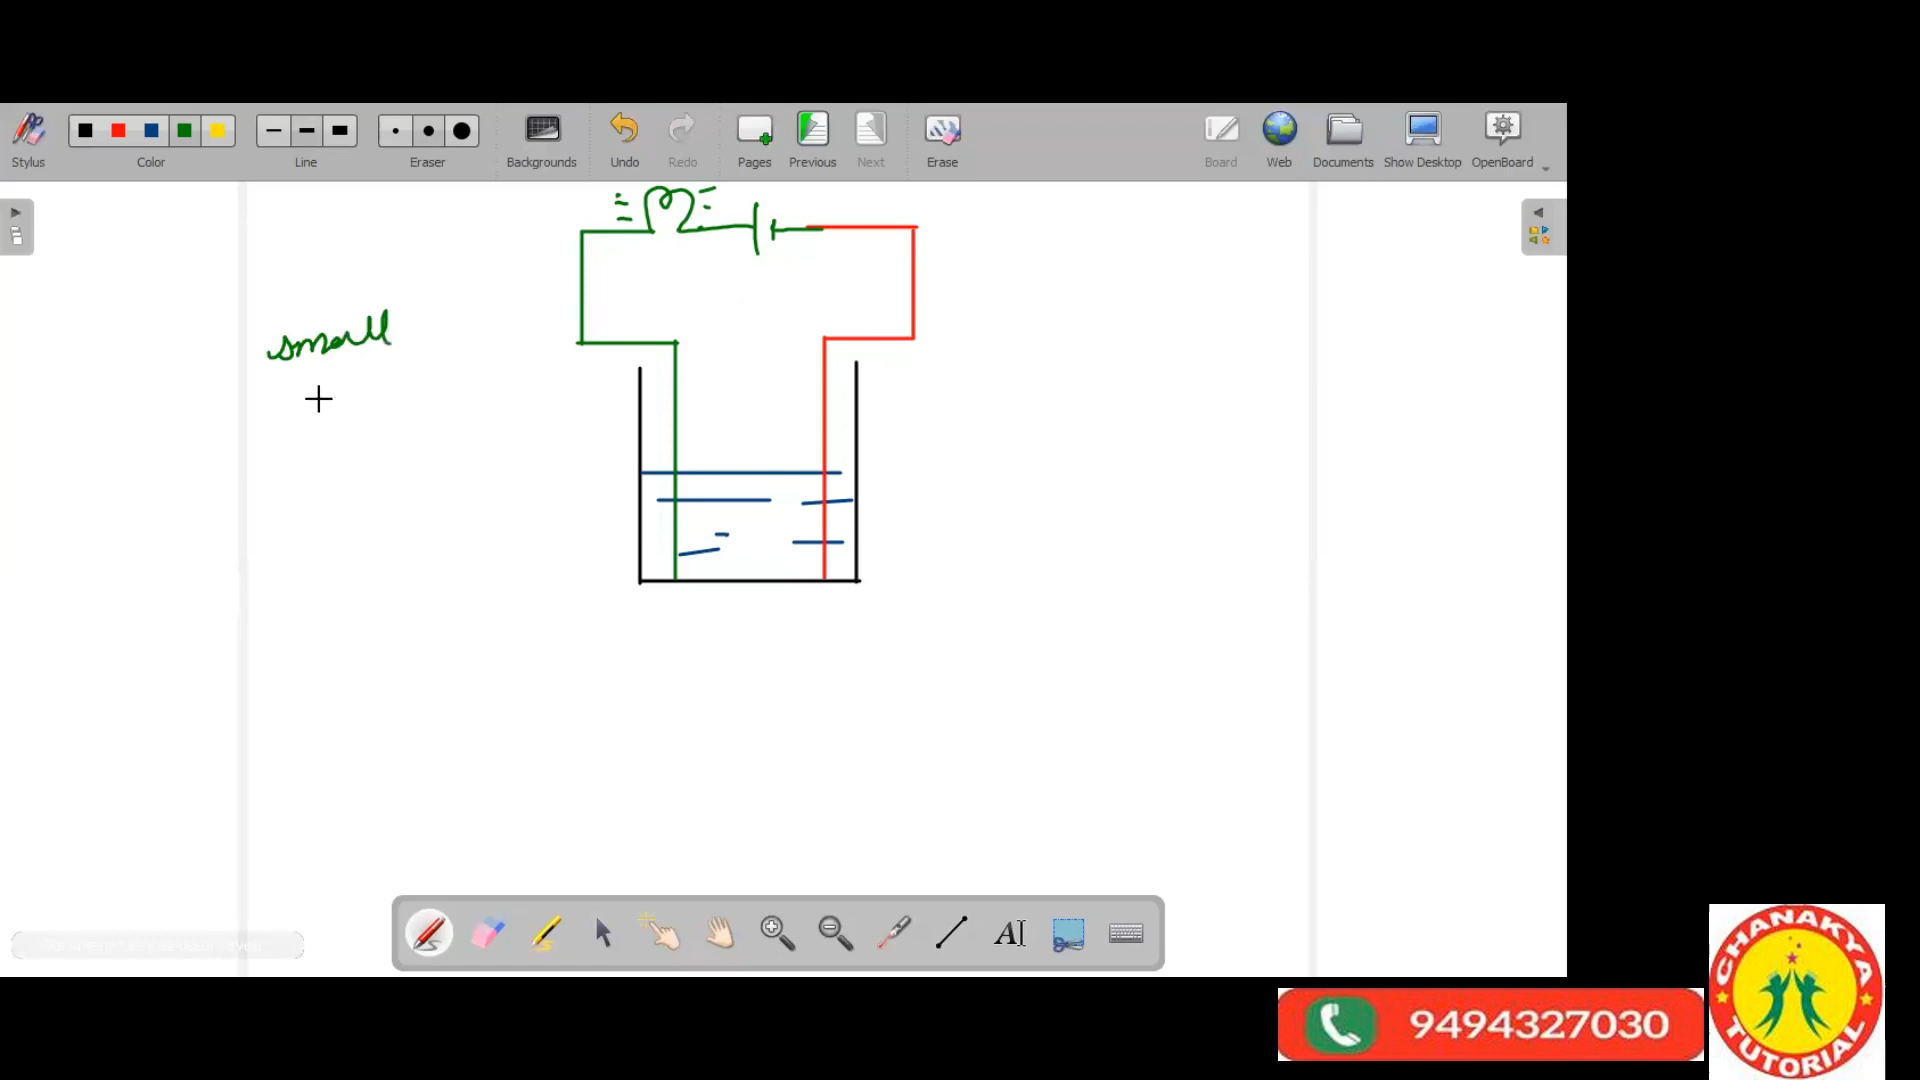 Stylus
Color
Line
Eraser
Backgrounds
Undo
Redo
Pages
Previous
Next
Erase
Board
Web
Documents
Show Desktop
OpenBoard
small
A
9494327030
CHANAKYA
TUTORIAL